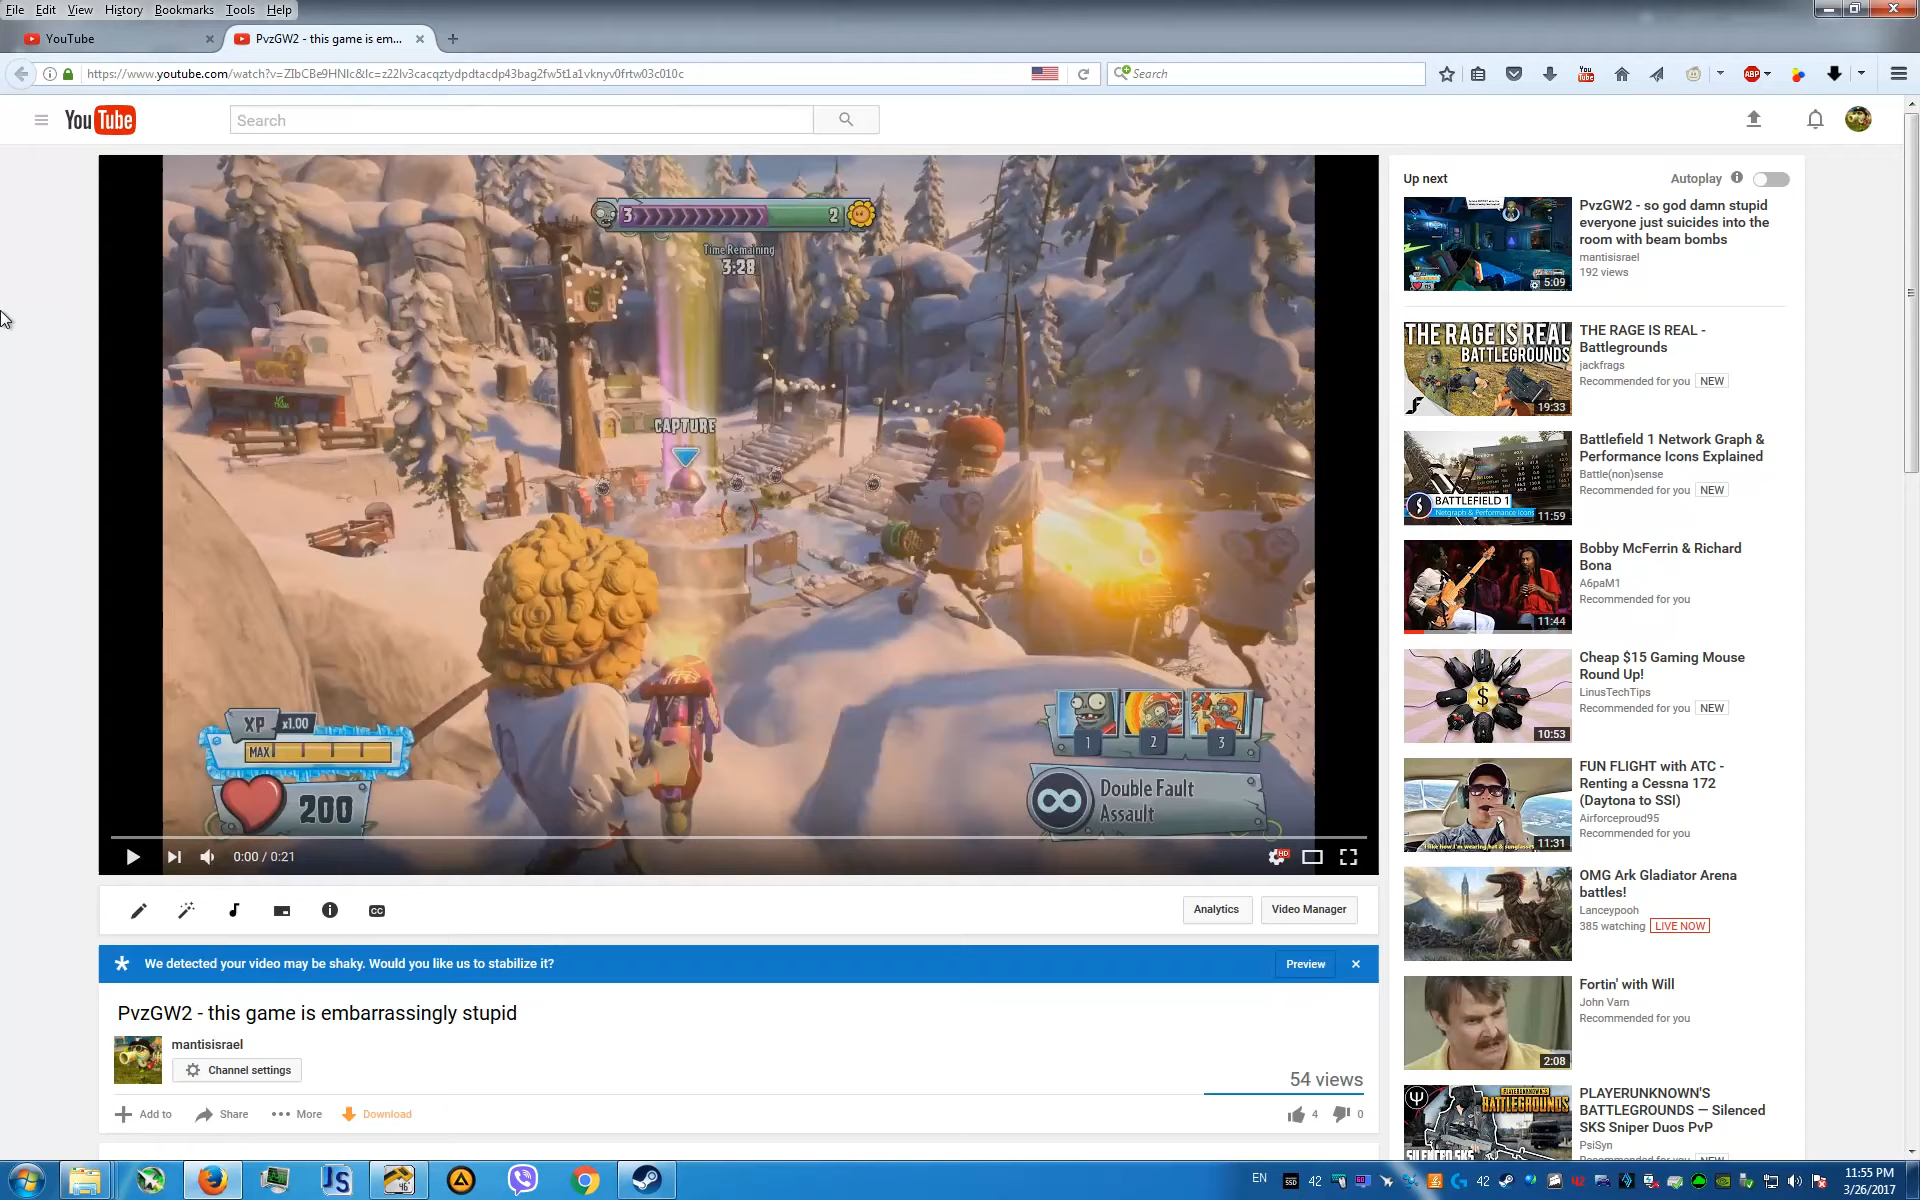 File Edit View History Bookmarks Tools Help
YouTube
PvzGW2 - this game is em...
https://www.youtube.com/watch?v=ZIbCBe9HNIc&lc=z22lv3cacqztydpdtacdp43bag2fw5t1a1vknyv0frtw03c010c
Search
ABP
YouTube
Search
3
2
Time Remaining
3:28
CAPTURE
XP x1.00
MAX
200
1 2 3
Double Fault
Assault
0:00 / 0:21
HD
CC
Analytics
Video Manager
We detected your video may be shaky. Would you like us to stabilize it?
Preview
PvzGW2 - this game is embarrassingly stupid
mantisisrael
Channel settings
54 views
Add to
Share
More
Download
4
0
Up next
Autoplay
PvzGW2 - so god damn stupid
everyone just suicides into the
room with beam bombs
mantisisrael
192 views
5:09
THE RAGE IS REAL
BATTLEGROUNDS
19:33
THE RAGE IS REAL -
Battlegrounds
jackfrags
Recommended for you NEW
BATTLEFIELD 1
Netgraph & Performance Icons
11:59
Battlefield 1 Network Graph &
Performance Icons Explained
Battle(non)sense
Recommended for you NEW
11:44
Bobby McFerrin & Richard
Bona
A6paM1
Recommended for you
$
10:53
Cheap $15 Gaming Mouse
Round Up!
LinusTechTips
Recommended for you NEW
11:31
FUN FLIGHT with ATC -
Renting a Cessna 172
(Daytona to SSI)
Airforceproud95
Recommended for you
OMG Ark Gladiator Arena
battles!
Lanceypooh
385 watching LIVE NOW
2:08
Fortin' with Will
John Varn
Recommended for you
BATTLEGROUNDS
SILENCED SKS
PLAYERUNKNOWN'S
BATTLEGROUNDS — Silenced
SKS Sniper Duos PvP
PsiSyn
EN
42
42
11:55 PM
3/26/2017